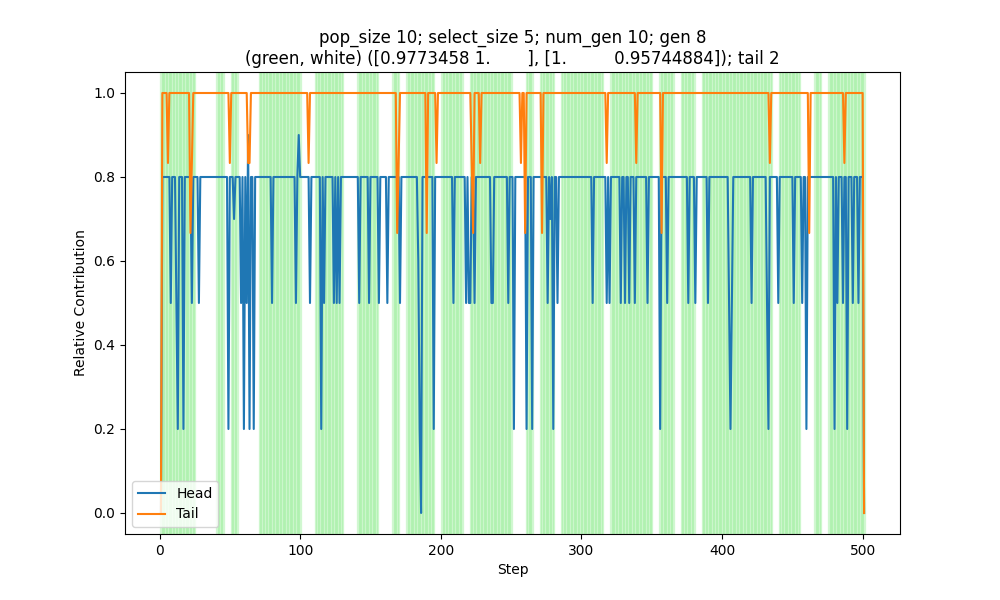 pop_size 10; select_size 5; num_gen 10; gen 8
(green, white) ([0.9773458 1.       ], [1.         0.95744884]); tail 2
1.0
0.8
0.6
0.4
0.2
0.0
Relative Contribution
Head
Tail
0 100 200 300 400 500
Step